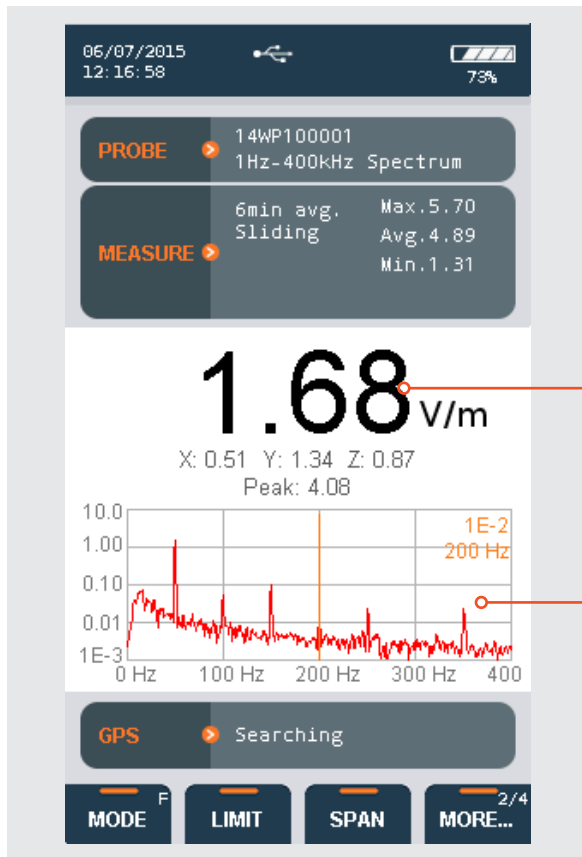 06/07/2015
12:16:58
73%
PROBE
14WP100001
1Hz-400kHz Spectrum
MEASURE
6min avg.
Sliding
Max.5.70
Avg.4.89
Min.1.31
1.68 V/m
X: 0.51 Y: 1.34 Z: 0.87
Peak: 4.08
10.0
1.00
0.10
0.01
1E-3
1E-2
200 Hz
0 Hz 100 Hz 200 Hz 300 Hz 400
GPS
Searching
MODE F
LIMIT
SPAN
MORE... 2/4